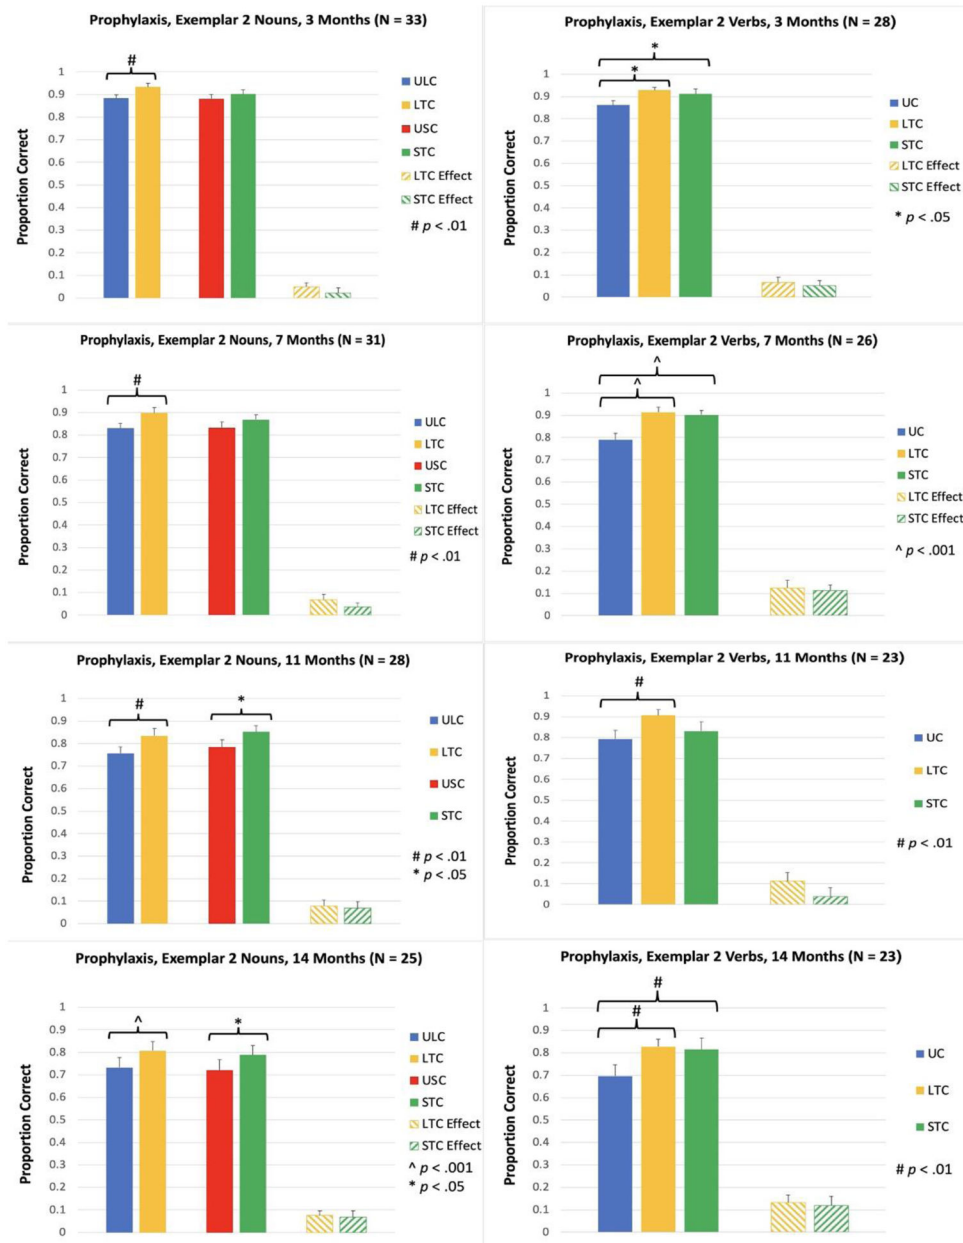 Prophylaxis, Exemplar 2 Nouns, 3 Months (N = 33)
#
Proportion Correct
1
0.9
0.8
0.7
0.6
0.5
0.4
0.3
0.2
0.1
0
ULC
LTC
USC
STC
LTC Effect
STC Effect
# p < .01
Prophylaxis, Exemplar 2 Verbs, 3 Months (N = 28)
*
*
Proportion Correct
1
0.9
0.8
0.7
0.6
0.5
0.4
0.3
0.2
0.1
0
UC
LTC
STC
LTC Effect
STC Effect
* p < .05
Prophylaxis, Exemplar 2 Nouns, 7 Months (N = 31)
#
Proportion Correct
1
0.9
0.8
0.7
0.6
0.5
0.4
0.3
0.2
0.1
0
ULC
LTC
USC
STC
LTC Effect
STC Effect
# p < .01
Prophylaxis, Exemplar 2 Verbs, 7 Months (N = 26)
^
^
Proportion Correct
1
0.9
0.8
0.7
0.6
0.5
0.4
0.3
0.2
0.1
0
UC
LTC
STC
LTC Effect
STC Effect
^ p < .001
Prophylaxis, Exemplar 2 Nouns, 11 Months (N = 28)
#
*
Proportion Correct
1
0.9
0.8
0.7
0.6
0.5
0.4
0.3
0.2
0.1
0
ULC
LTC
USC
STC
# p < .01
* p < .05
Prophylaxis, Exemplar 2 Verbs, 11 Months (N = 23)
#
Proportion Correct
1
0.9
0.8
0.7
0.6
0.5
0.4
0.3
0.2
0.1
0
UC
LTC
STC
# p < .01
Prophylaxis, Exemplar 2 Nouns, 14 Months (N = 25)
^
*
Proportion Correct
1
0.9
0.8
0.7
0.6
0.5
0.4
0.3
0.2
0.1
0
ULC
LTC
USC
STC
LTC Effect
STC Effect
^ p < .001
* p < .05
Prophylaxis, Exemplar 2 Verbs, 14 Months (N = 23)
#
#
Proportion Correct
1
0.9
0.8
0.7
0.6
0.5
0.4
0.3
0.2
0.1
0
UC
LTC
STC
# p < .01